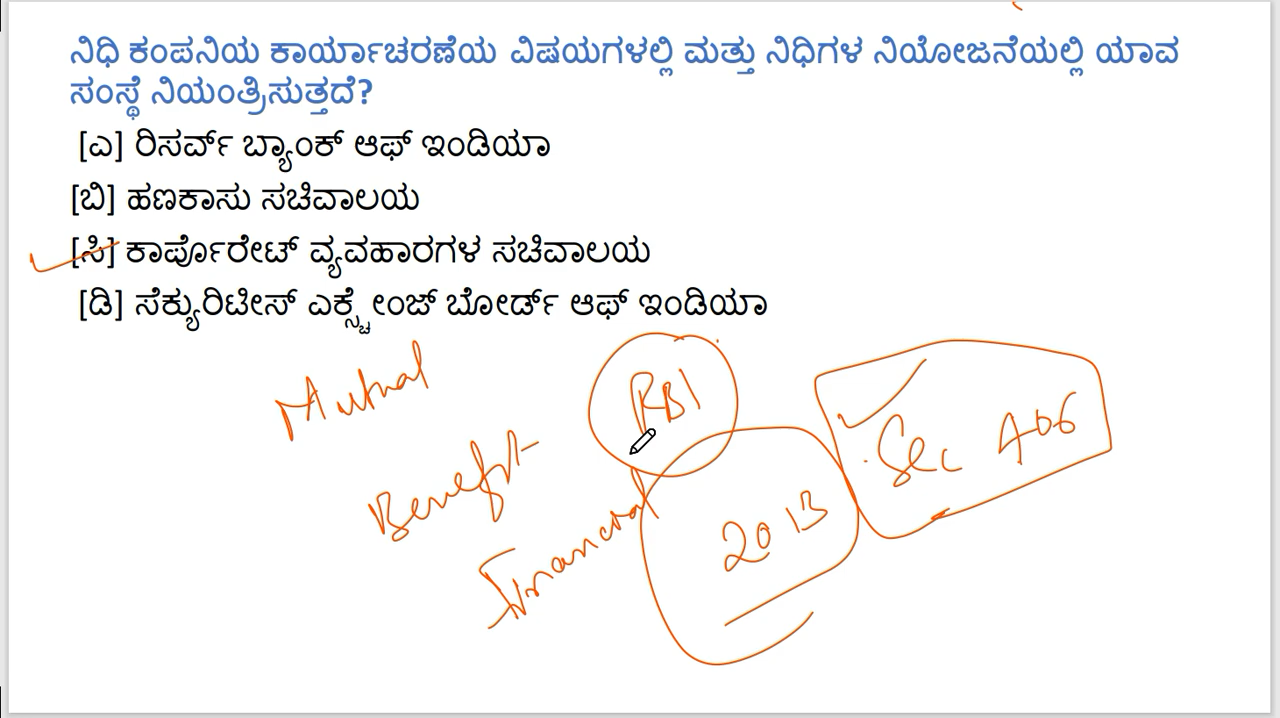 ನಿಧಿ ಕಂಪನಿಯ ಕಾರ್ಯಾಚರಣೆಯ ವಿಷಯಗಳಲ್ಲಿ ಮತ್ತು ನಿಧಿಗಳ ನಿಯೋಜನೆಯಲ್ಲಿ ಯಾವ
ಸಂಸ್ಥೆ ನಿಯಂತ್ರಿಸುತ್ತದೆ?
[ಎ] ರಿಸರ್ವ್ ಬ್ಯಾಂಕ್ ಆಫ್ ಇಂಡಿಯಾ
[ಬಿ] ಹಣಕಾಸು ಸಚಿವಾಲಯ
[ಸಿ] ಕಾರ್ಪೊರೇಟ್ ವ್ಯವಹಾರಗಳ ಸಚಿವಾಲಯ
[ಡಿ] ಸೆಕ್ಯುರಿಟೀಸ್ ಎಕ್ಸ್ಚೇಂಜ್ ಬೋರ್ಡ್ ಆಫ್ ಇಂಡಿಯಾ
Mutual
Benefit
Financial
RBI
2013
Sec 406